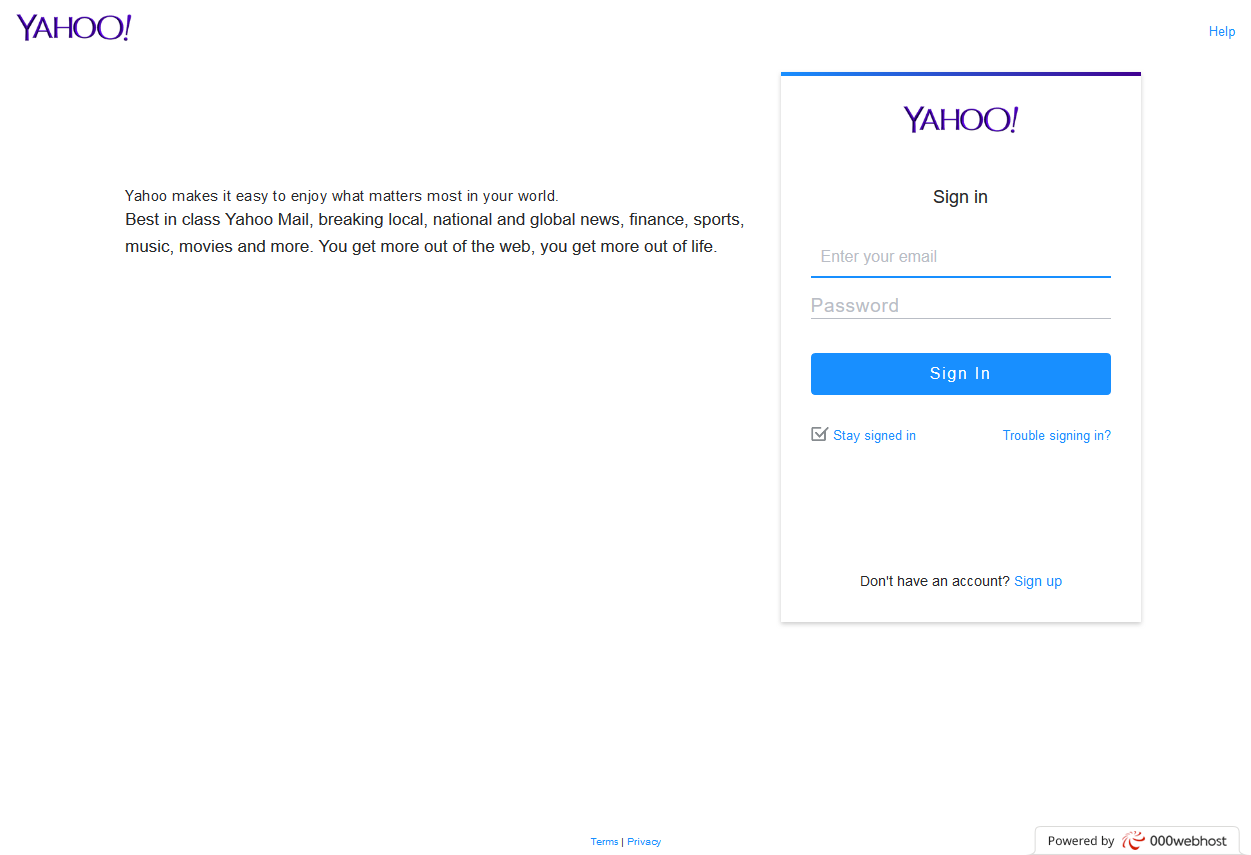 YAHOO!
Help
YAHOO!
Yahoo makes it easy to enjoy what matters most in your world.
Best in class Yahoo Mail, breaking local, national and global news, finance, sports,
music, movies and more. You get more out of the web, you get more out of life.
Sign in
Enter your email
Password
Sign In
Stay signed in
Trouble signing in?
Don't have an account? Sign up
Terms | Privacy
Powered by 000webhost